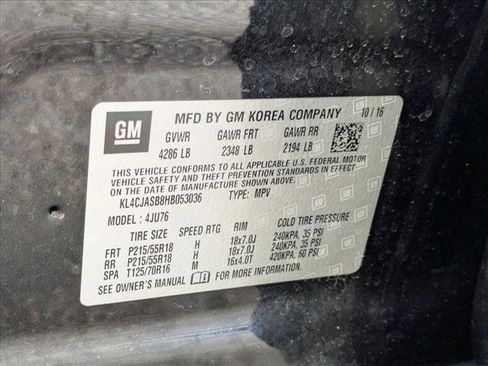 GM
MFD BY GM KOREA COMPANY 10/16
GVWR GAWR FRT GAWR RR
4286 LB 2348 LB 2194 LB
THIS VEHICLE CONFORMS TO ALL APPLICABLE U.S. FEDERAL MOTOR
VEHICLE SAFETY AND THEFT PREVENTION STANDARDS IN EFFECT
ON THE DATE OF MANUFACTURE SHOWN ABOVE.
KL4CJASB8HB053036 TYPE: MPV
MODEL: 4JU76
TIRE SIZE SPEED RTG RIM COLD TIRE PRESSURE
FRT P215/55R18 H 18x7.0J 240KPA, 35 PSI
RR P215/55R18 H 18x7.0J 240KPA, 35 PSI
SPA T125/70R16 M 16x4.0T 420KPA, 60 PSI
SEE OWNER'S MANUAL FOR MORE INFORMATION.